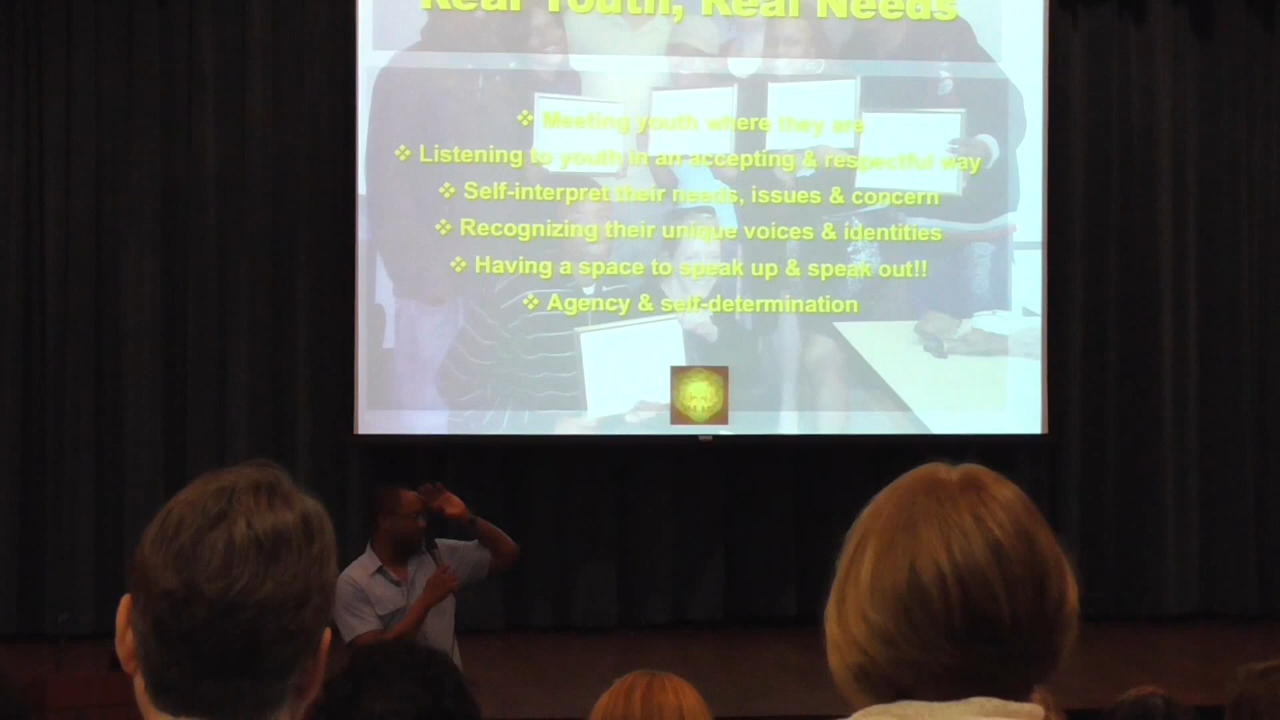 Real Youth, Real Needs
❖ Meeting youth where they are
❖ Listening to youth in an accepting & respectful way
❖ Self-interpret their needs, issues & concern
❖ Recognizing their unique voices & identities
❖ Having a space to speak up & speak out!!
❖ Agency & self-determination